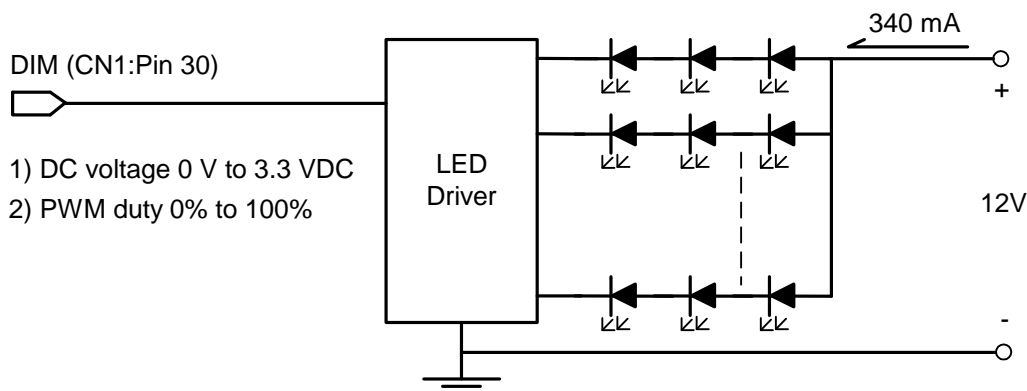 340 mA
DIM (CN1:Pin 30)
+
1) DC voltage 0 V to 3.3 VDC
2) PWM duty 0% to 100%
LED
Driver
12V
-